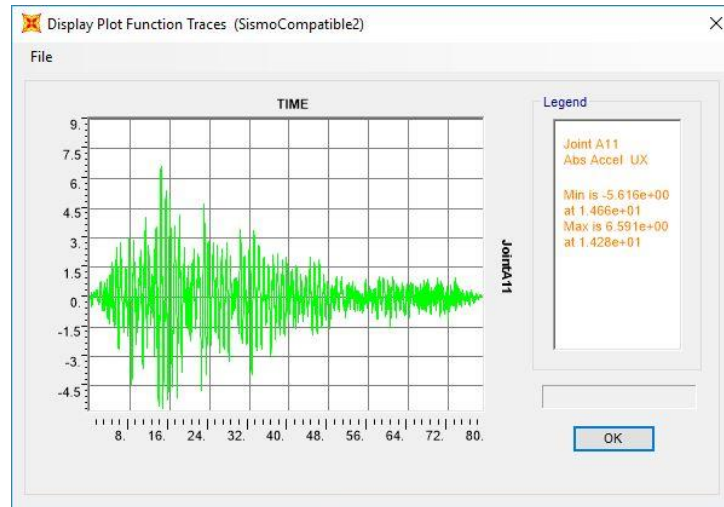 Display Plot Function Traces (SismoCompatible2)
File
TIME
9.
7.5
6.
4.5
3.
1.5
0.
-1.5
-3.
-4.5
8. 16. 24. 32. 40. 48. 56. 64. 72. 80.
JointA11
Legend
Joint A11
Abs Accel UX
Min is -5.616e+00
at 1.466e+01
Max is 6.591e+00
at 1.428e+01
OK